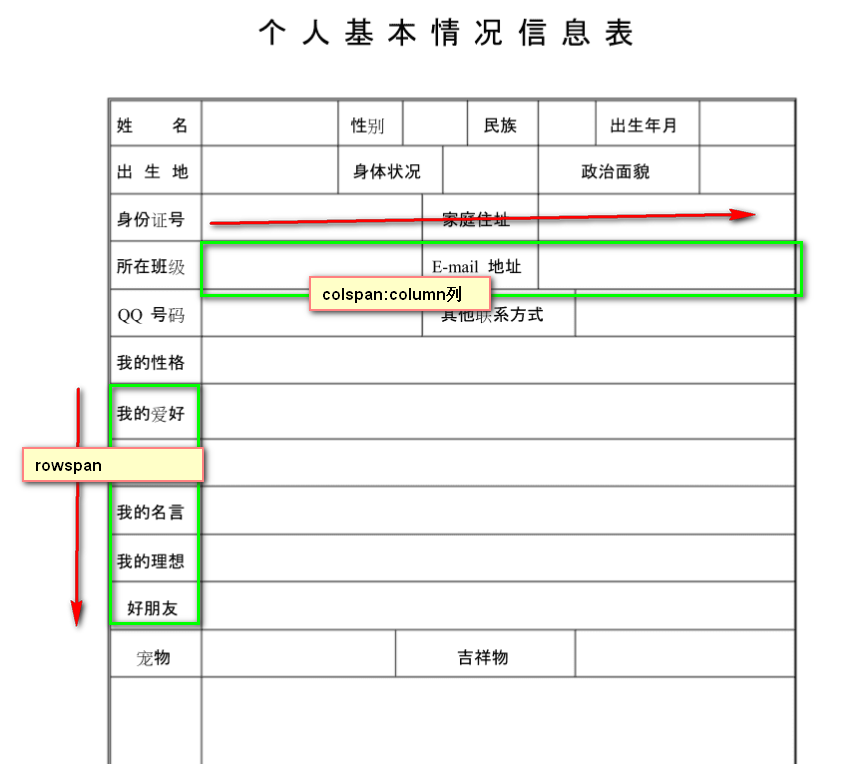 个人基本情况信息表
姓 名 性别 民族 出生年月
出 生 地 身体状况 政治面貌
身份证号 家庭住址
所在班级 E-mail 地址
colspan:column列
QQ 号码 其他联系方式
我的性格
我的爱好
rowspan
我的名言
我的理想
好朋友
宠物 吉祥物